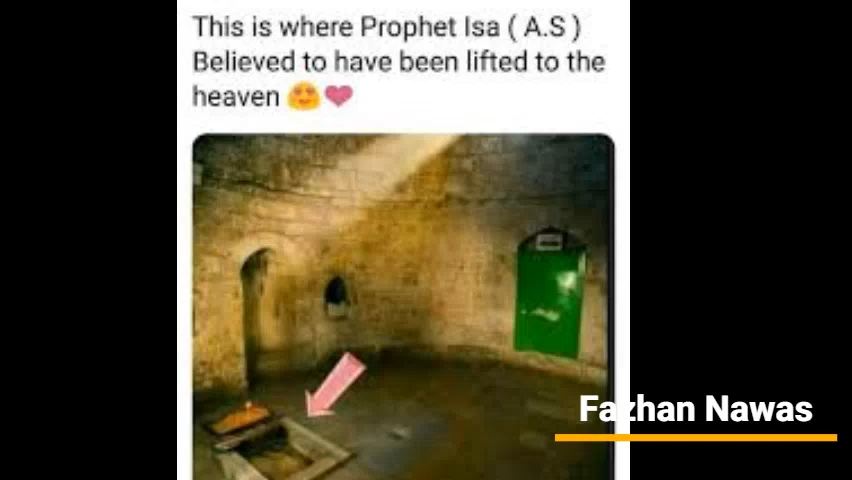 This is where Prophet Isa ( A.S )
Believed to have been lifted to the
heaven 😍❤
Fazhan Nawas